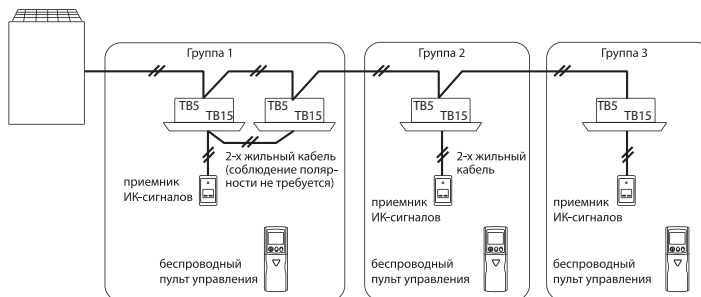 Группа 1
Группа 2
Группа 3
TB5
TB15
TB5
TB15
TB5
TB15
TB5
TB15
2-х жильный кабель
(соблюдение поляр-
ности не требуется)
приемник
ИК-сигналов
2-х жильный
кабель
приемник
ИК-сигналов
приемник
ИК-сигналов
беспроводный
пульт управления
беспроводный
пульт управления
беспроводный
пульт управления